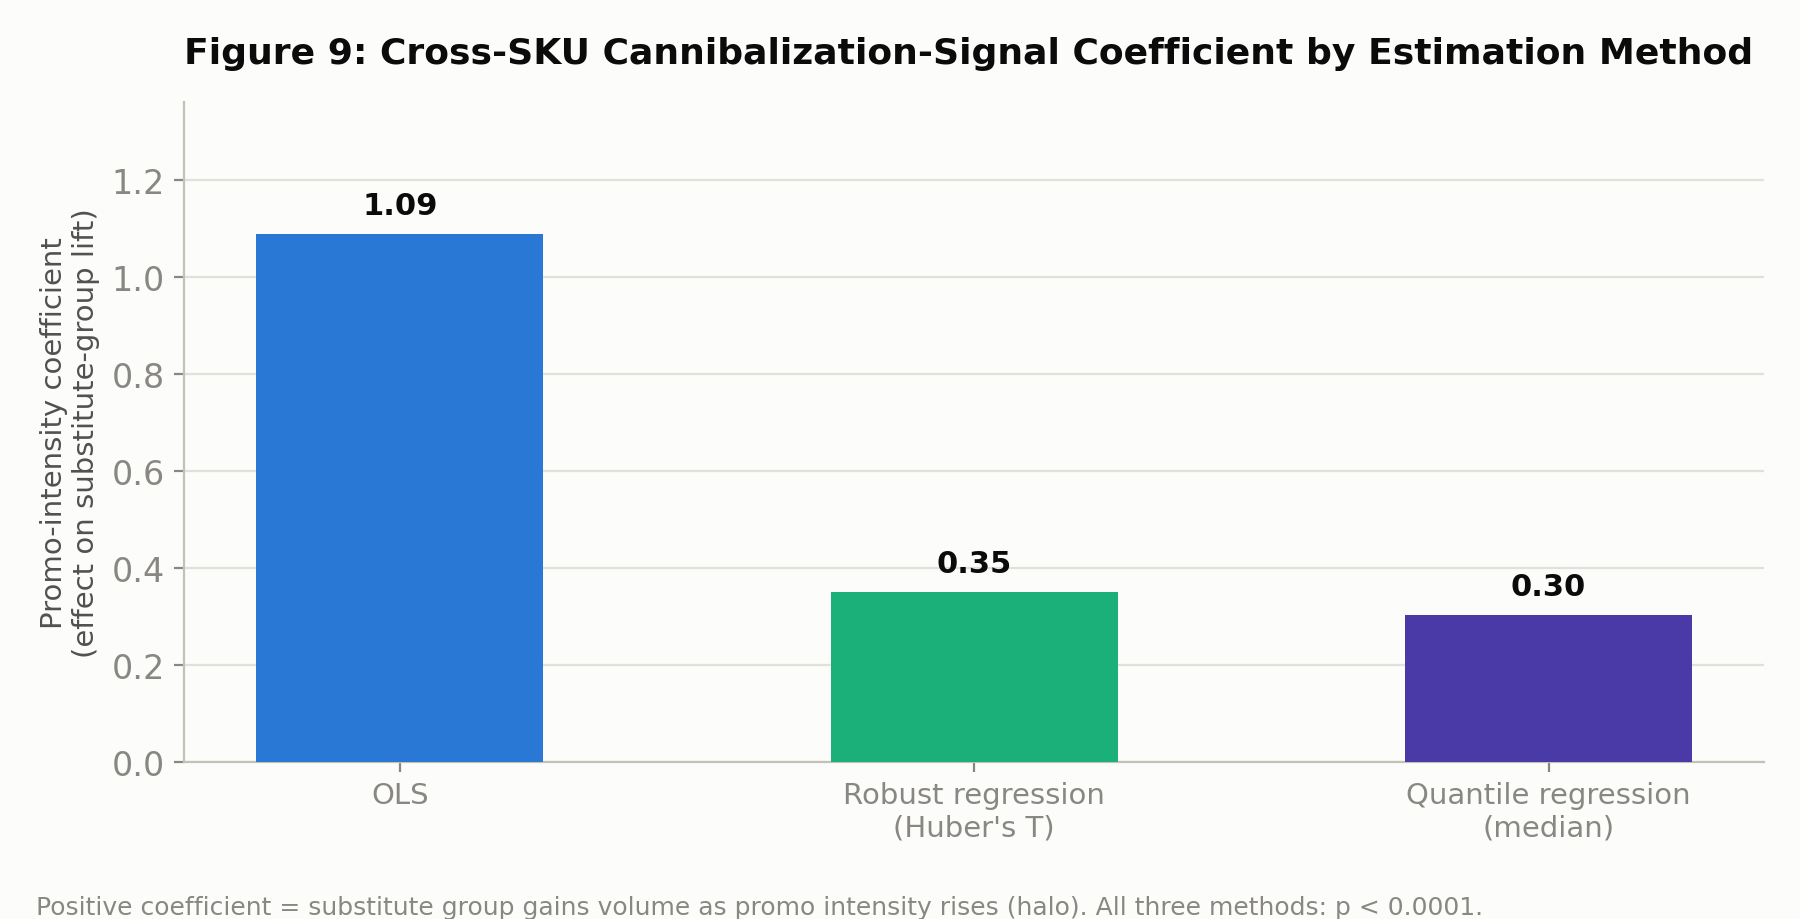 Figure 9: Cross-SKU Cannibalization-Signal Coefficient by Estimation Method
Promo-intensity coefficient
(effect on substitute-group lift)
1.2
1.0
0.8
0.6
0.4
0.2
0.0
1.09
0.35
0.30
OLS
Robust regression
(Huber's T)
Quantile regression
(median)
Positive coefficient = substitute group gains volume as promo intensity rises (halo). All three methods: p < 0.0001.